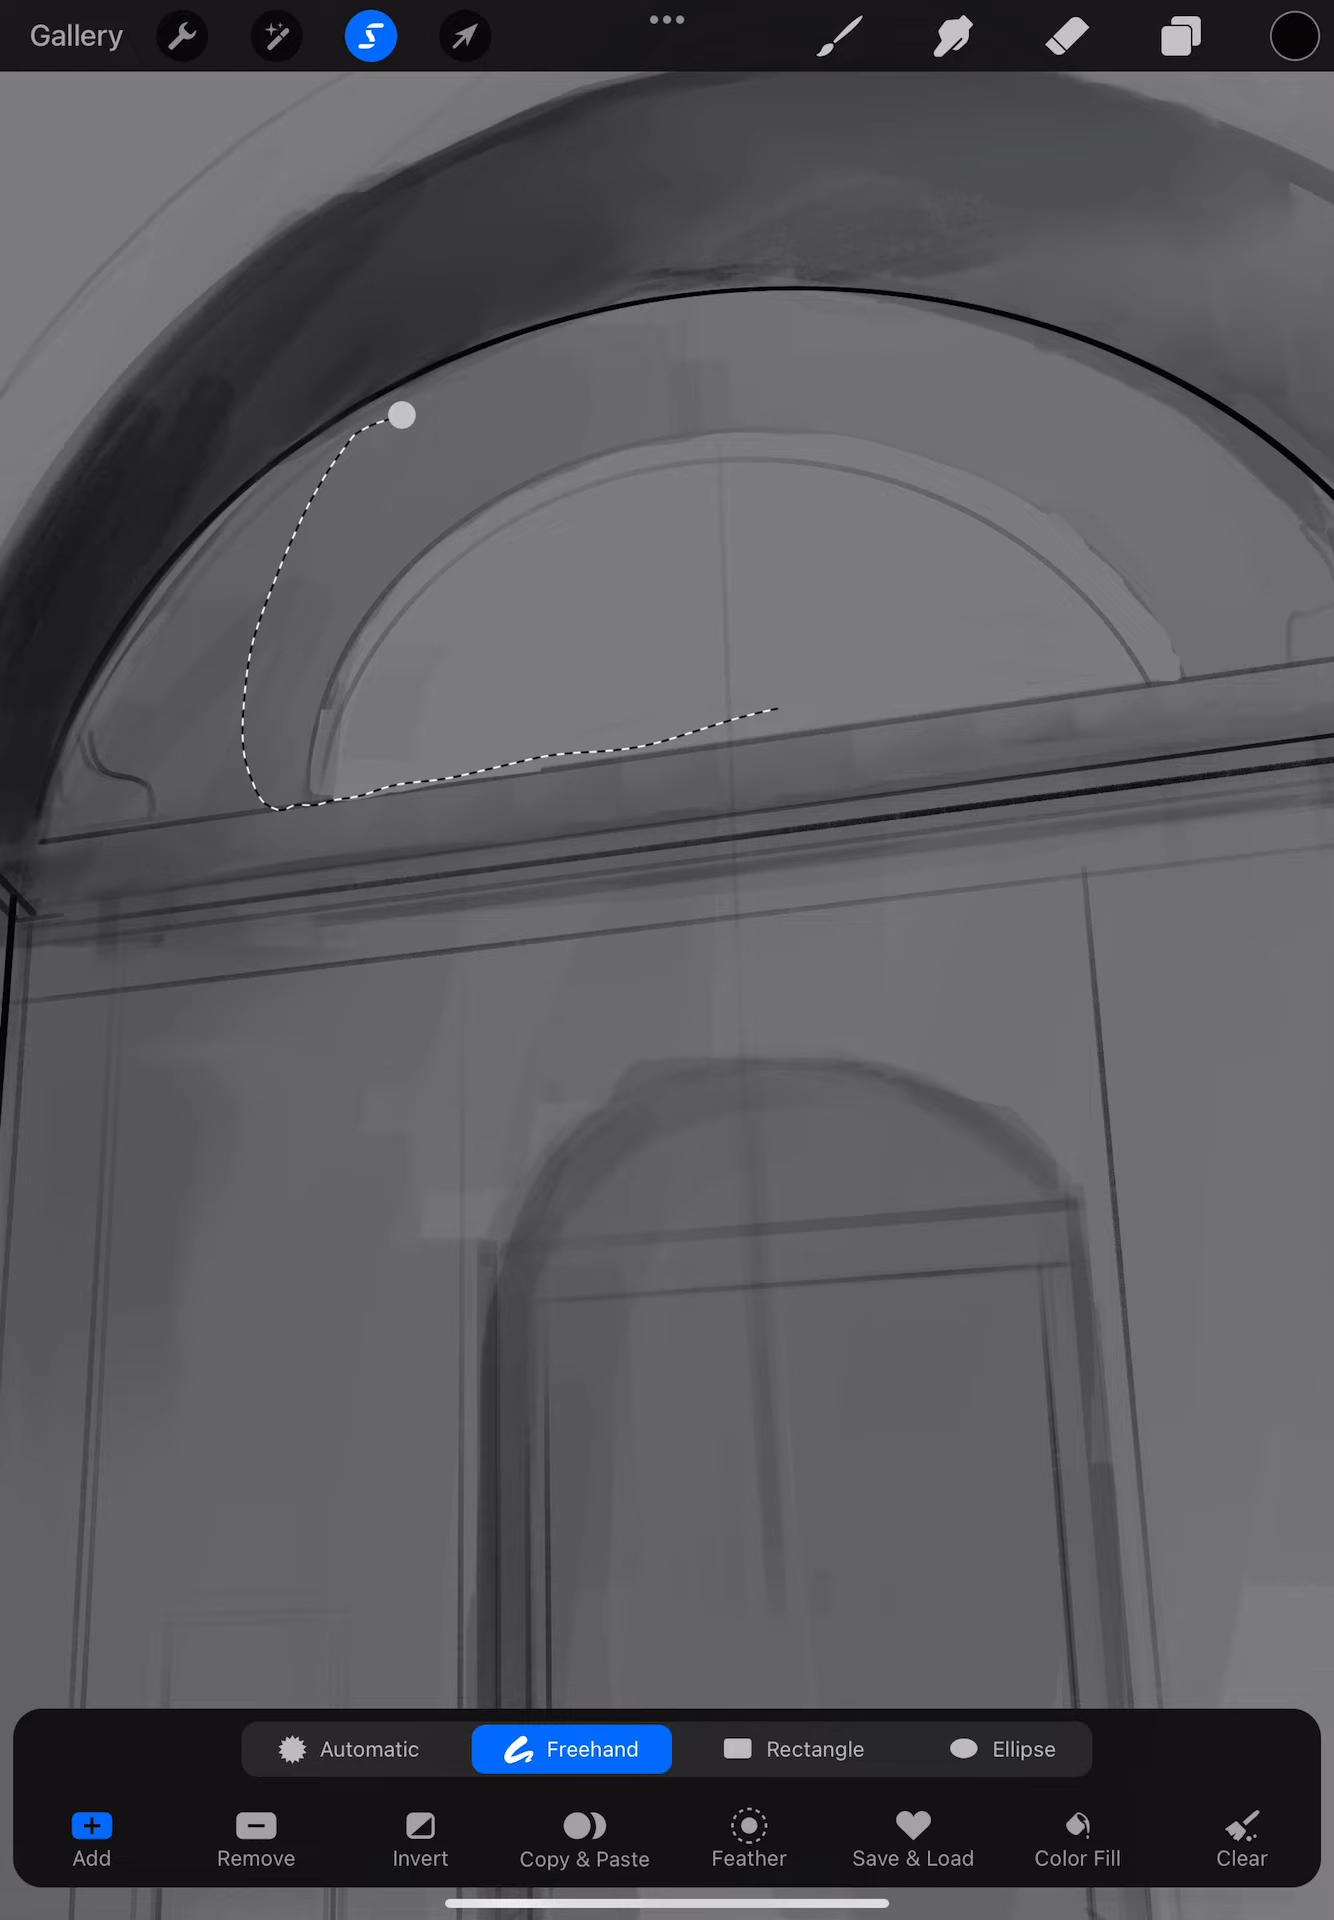 Gallery
Automatic Freehand Rectangle Ellipse
Add Remove Invert Copy & Paste Feather Save & Load Color Fill Clear